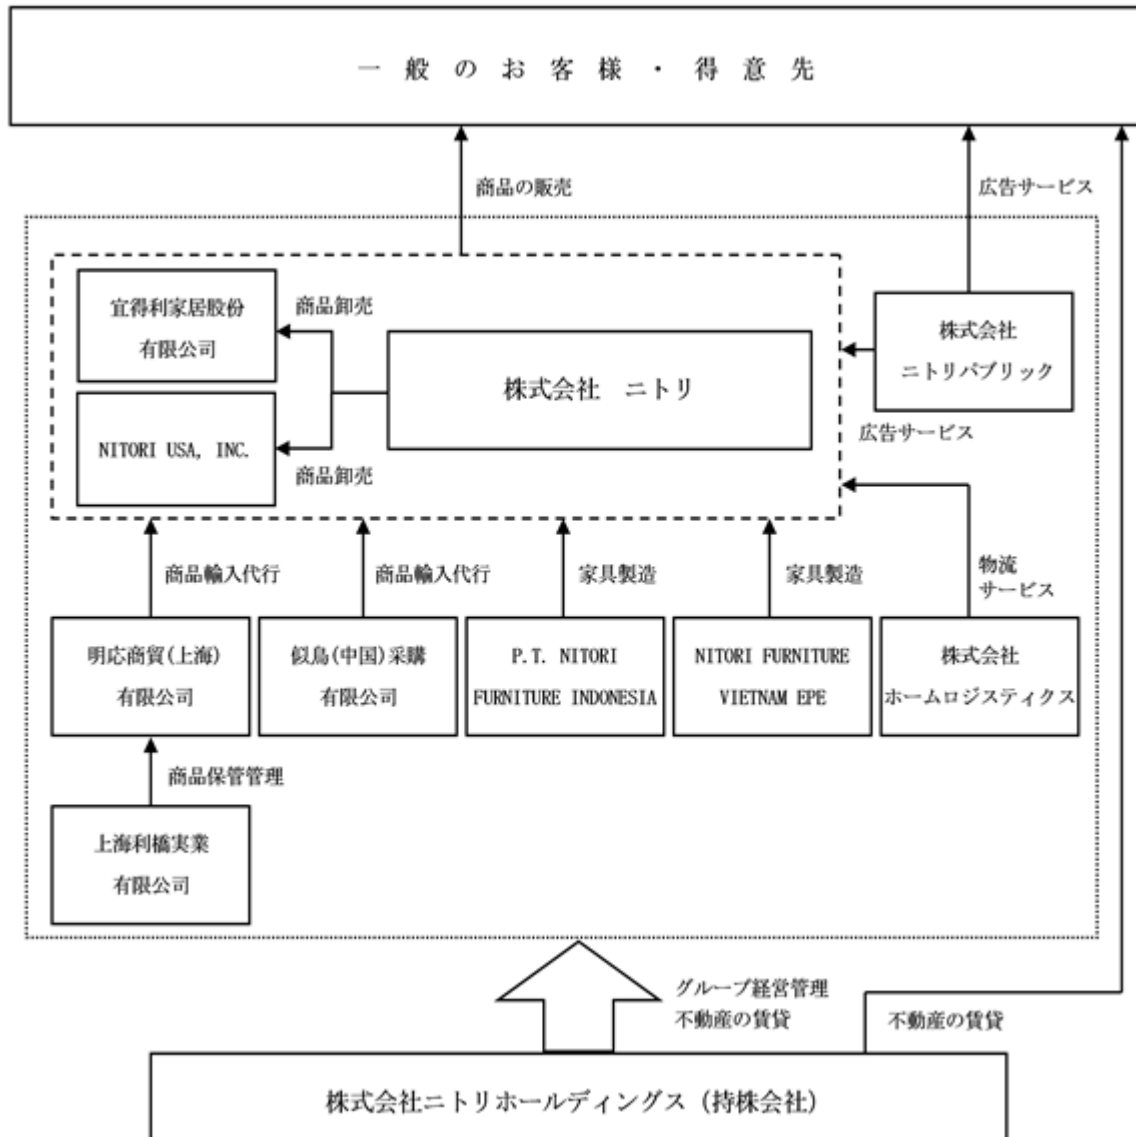 一般のお客様・得意先
商品の販売
広告サービス
宜得利家居股份
有限公司
商品卸売
株式会社 ニトリ
株式会社
ニトリパブリック
NITORI USA, INC.
商品卸売
広告サービス
商品輸入代行
商品輸入代行
家具製造
家具製造
物流
サービス
明応商貿(上海)
有限公司
似鳥(中国)采購
有限公司
P.T. NITORI
FURNITURE INDONESIA
NITORI FURNITURE
VIETNAM EPE
株式会社
ホームロジスティクス
商品保管管理
上海利橋実業
有限公司
グループ経営管理
不動産の賃貸
不動産の賃貸
株式会社ニトリホールディングス（持株会社）